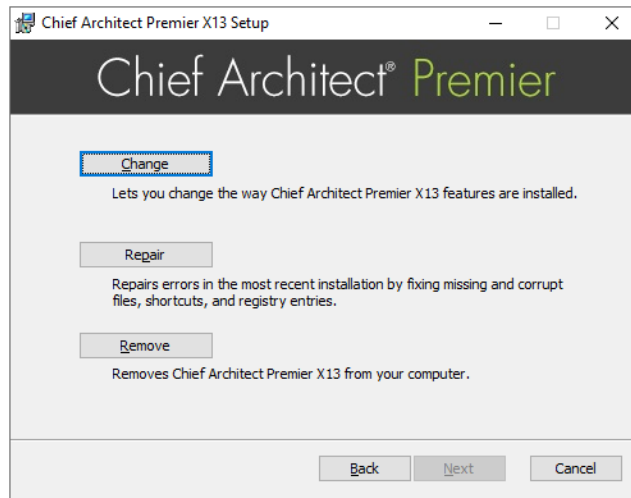 Chief Architect Premier X13 Setup
Chief Architect® Premier
Change
Lets you change the way Chief Architect Premier X13 features are installed.
Repair
Repairs errors in the most recent installation by fixing missing and corrupt
files, shortcuts, and registry entries.
Remove
Removes Chief Architect Premier X13 from your computer.
Back Next Cancel